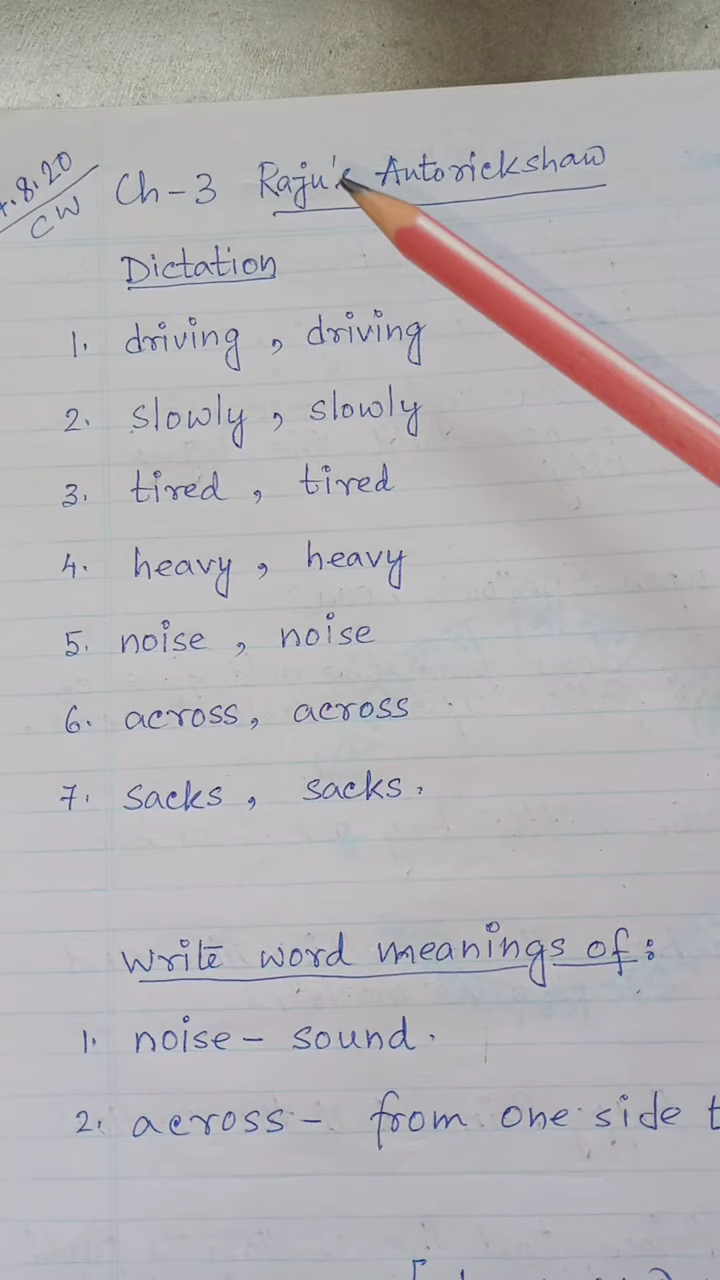 .8.20
CW
Ch-3 Raju's Autorickshaw
Dictation
1. driving, driving
2. slowly, slowly
3. tired, tired
4. heavy, heavy
5. noise, noise
6. across, across
7. sacks, sacks.
Write word meanings of:
1. noise - sound.
2. across - from one side t